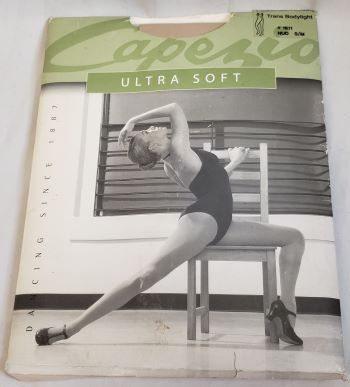 Capezio
Trans Bodytight
NUD S/M
ULTRA SOFT
DANCING SINCE 1887